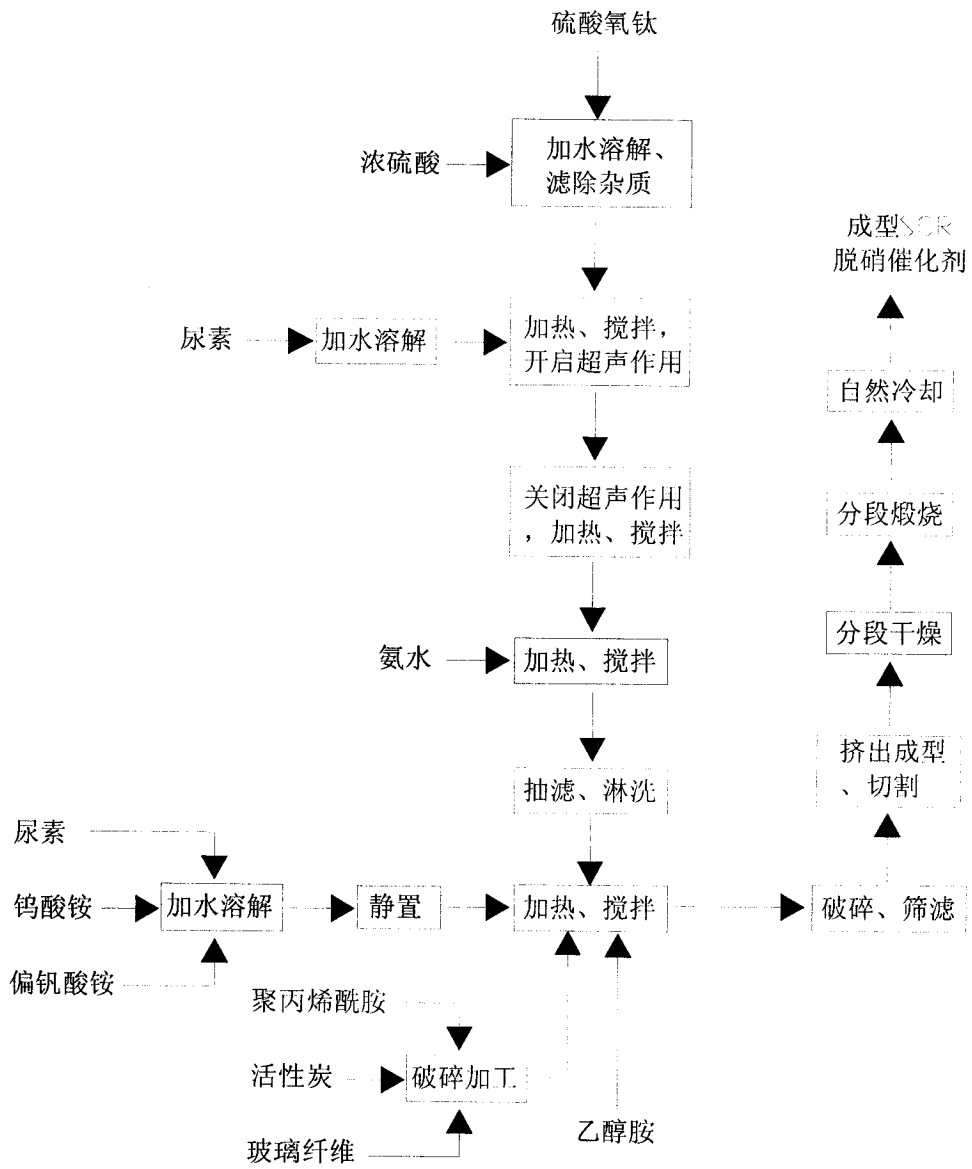 硫酸氧钛
浓硫酸
加水溶解、
滤除杂质
成型SCR
脱硝催化剂
尿素
加水溶解
加热、搅拌，
开启超声作用
自然冷却
关闭超声作用
，加热、搅拌
分段煅烧
氨水
加热、搅拌
分段干燥
抽滤、淋洗
挤出成型
、切割
尿素
钨酸铵
加水溶解
静置
加热、搅拌
破碎、筛滤
偏钒酸铵
聚丙烯酰胺
活性炭
破碎加工
玻璃纤维
乙醇胺